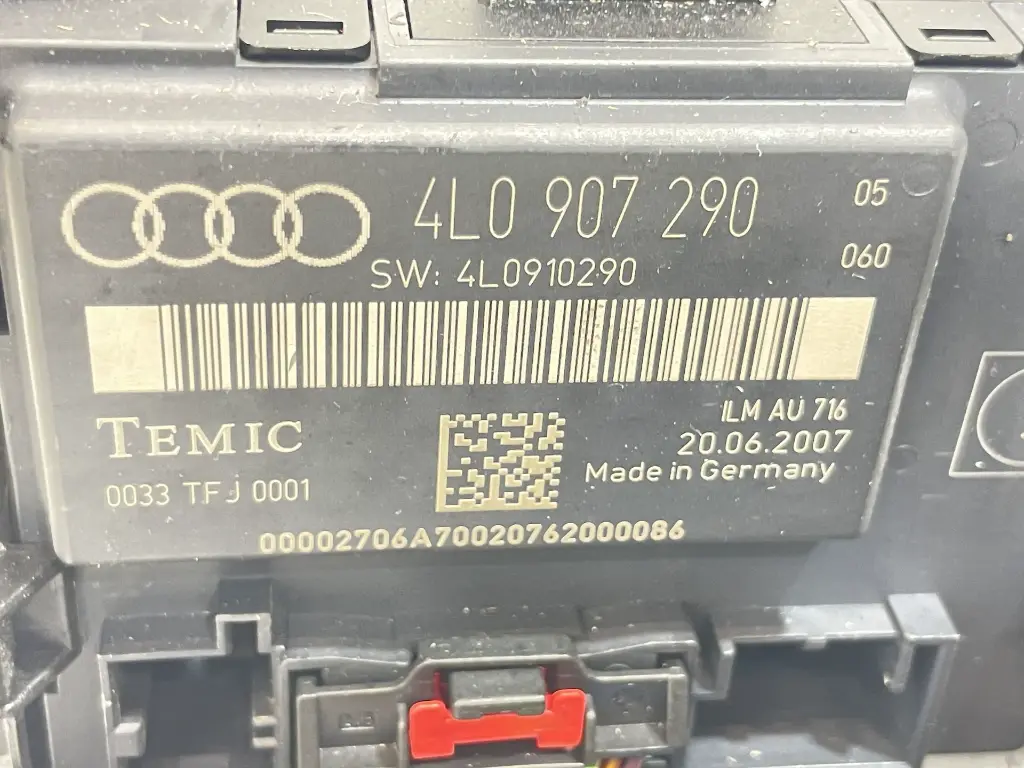 4L0 907 290 05
SW: 4L0910290 060
TEMIC
0033 TFJ 0001
ILM AU 716
20.06.2007
Made in Germany
00002706A70020762000086